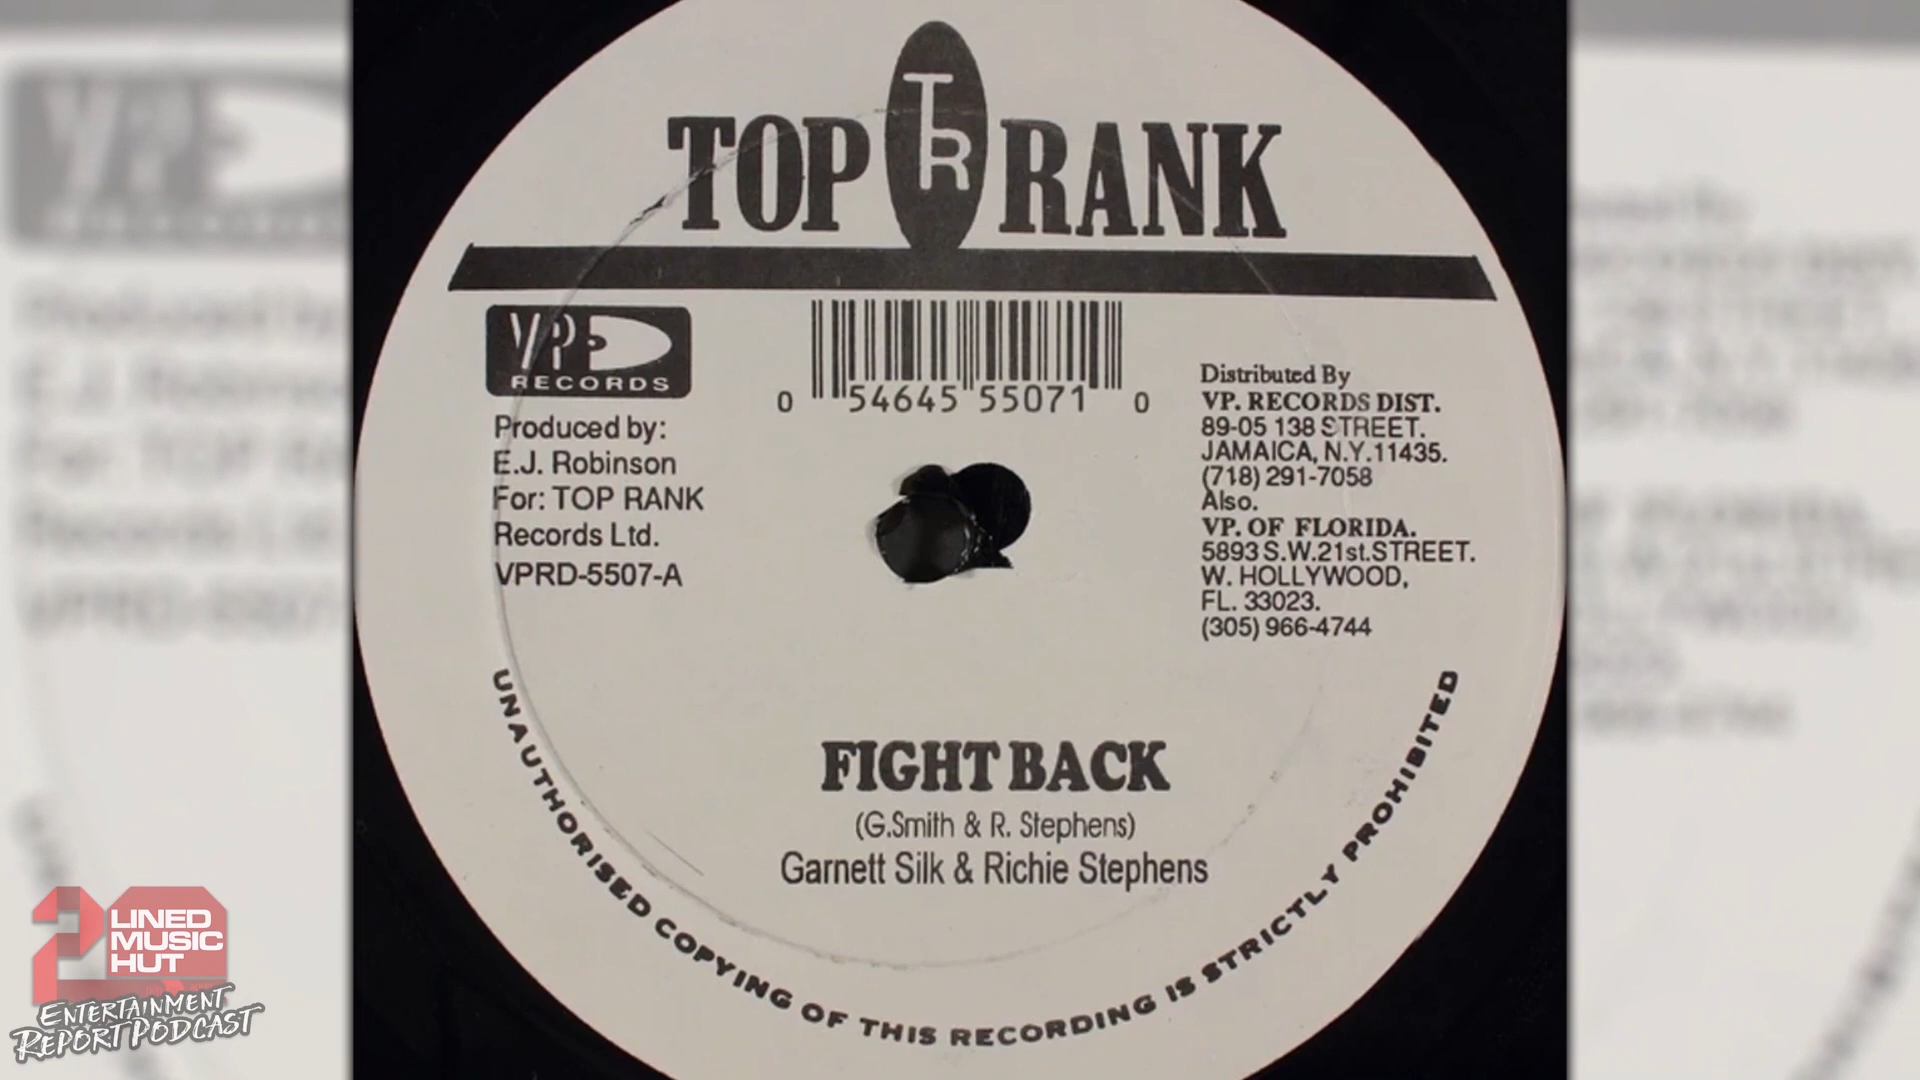 TOP TR RANK
VP
RECORDS
0 54645 55071 0
Produced by:
E.J. Robinson
For: TOP RANK
Records Ltd.
VPRD-5507-A
Distributed By
VP. RECORDS DIST.
89-05 138 STREET.
JAMAICA, N.Y.11435.
(718) 291-7058
Also.
VP. OF FLORIDA.
5893 S.W.21st.STREET.
W. HOLLYWOOD,
FL. 33023.
(305) 966-4744
FIGHT BACK
(G.Smith & R. Stephens)
Garnett Silk & Richie Stephens
UNAUTHORISED COPYING OF THIS RECORDING IS STRICTLY PROHIBITED
20
LINED
MUSIC
HUT
ENTERTAINMENT
REPORT PODCAST